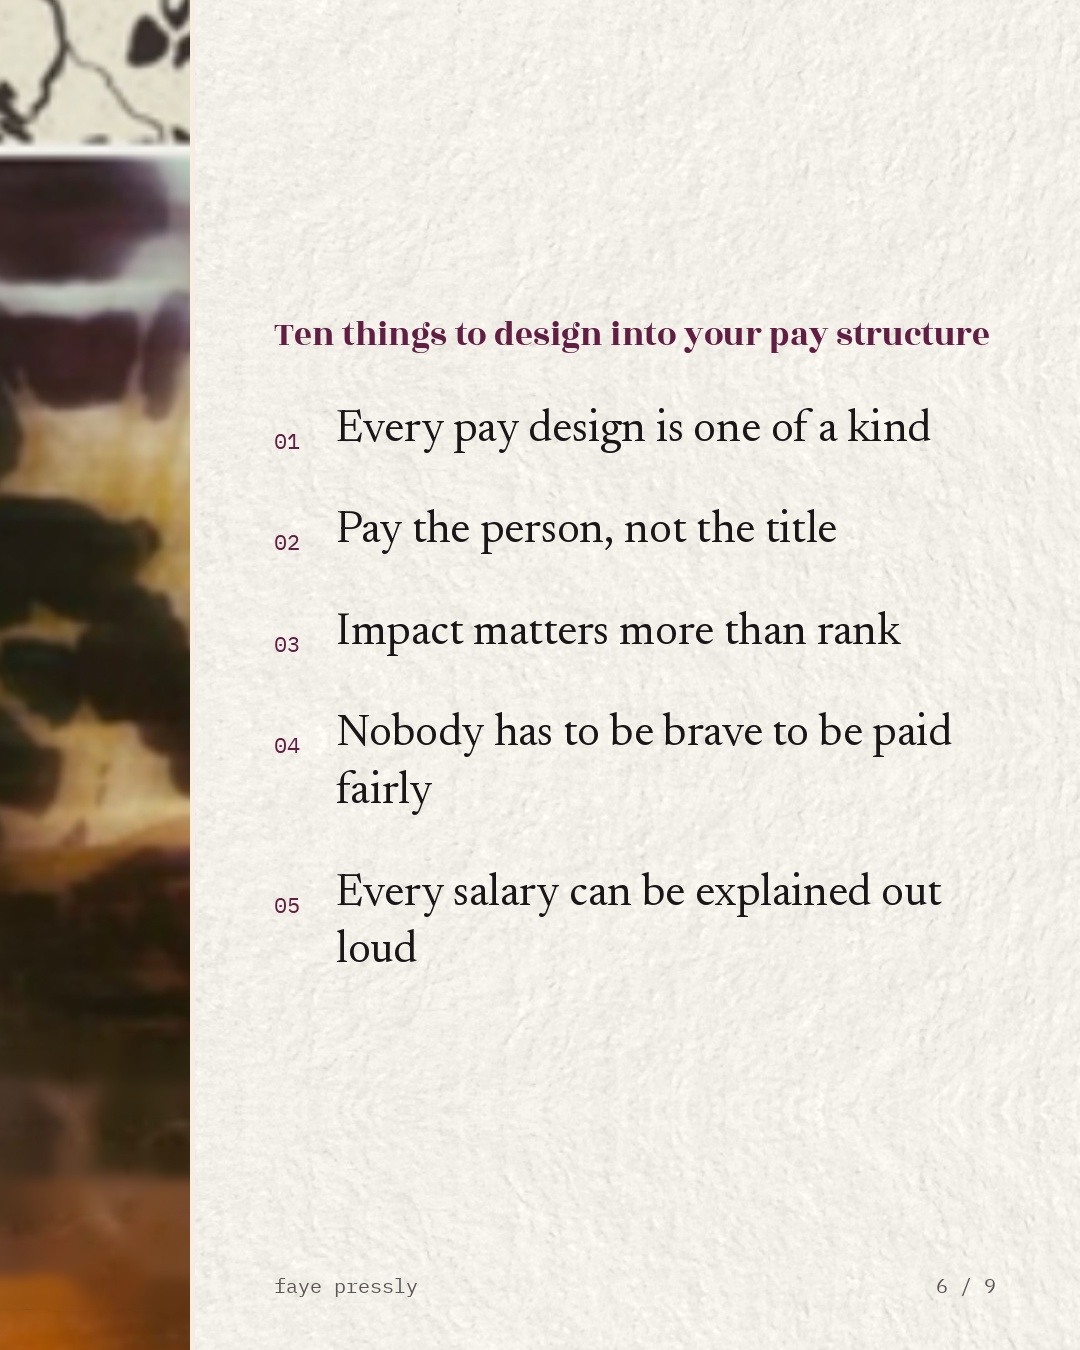 Ten things to design into your pay structure
01 Every pay design is one of a kind
02 Pay the person, not the title
03 Impact matters more than rank
04 Nobody has to be brave to be paid
fairly
05 Every salary can be explained out
loud
faye pressly 6 / 9